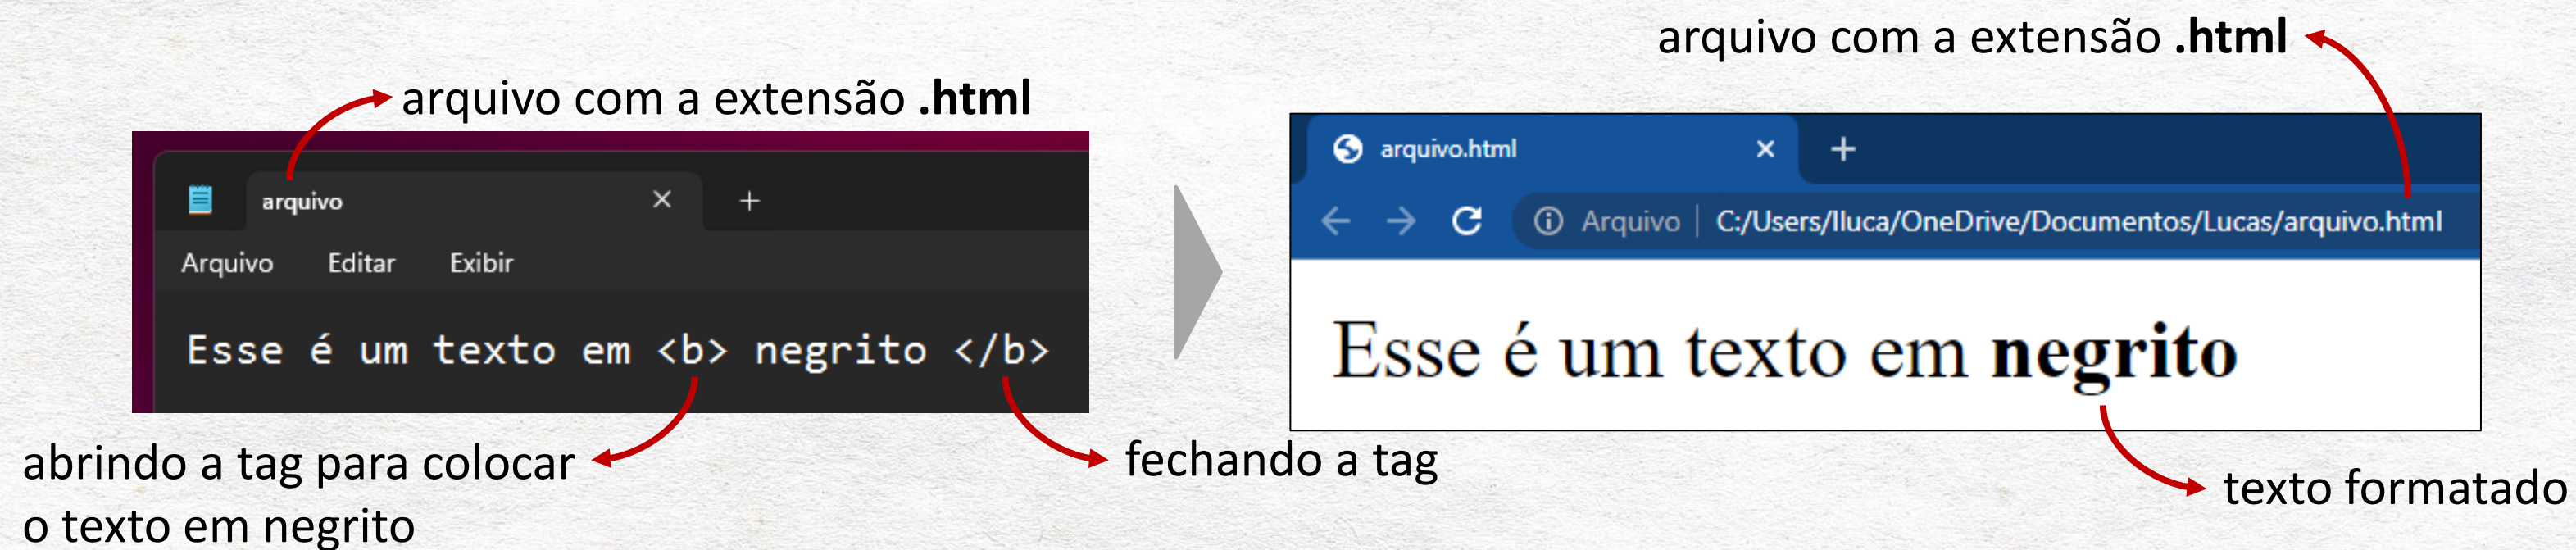 arquivo com a extensão .html
arquivo
Arquivo Editar Exibir
Esse é um texto em <b> negrito </b>
abrindo a tag para colocar
o texto em negrito
fechando a tag
arquivo com a extensão .html
arquivo.html
Arquivo | C:/Users/lluca/OneDrive/Documentos/Lucas/arquivo.html
Esse é um texto em negrito
texto formatado